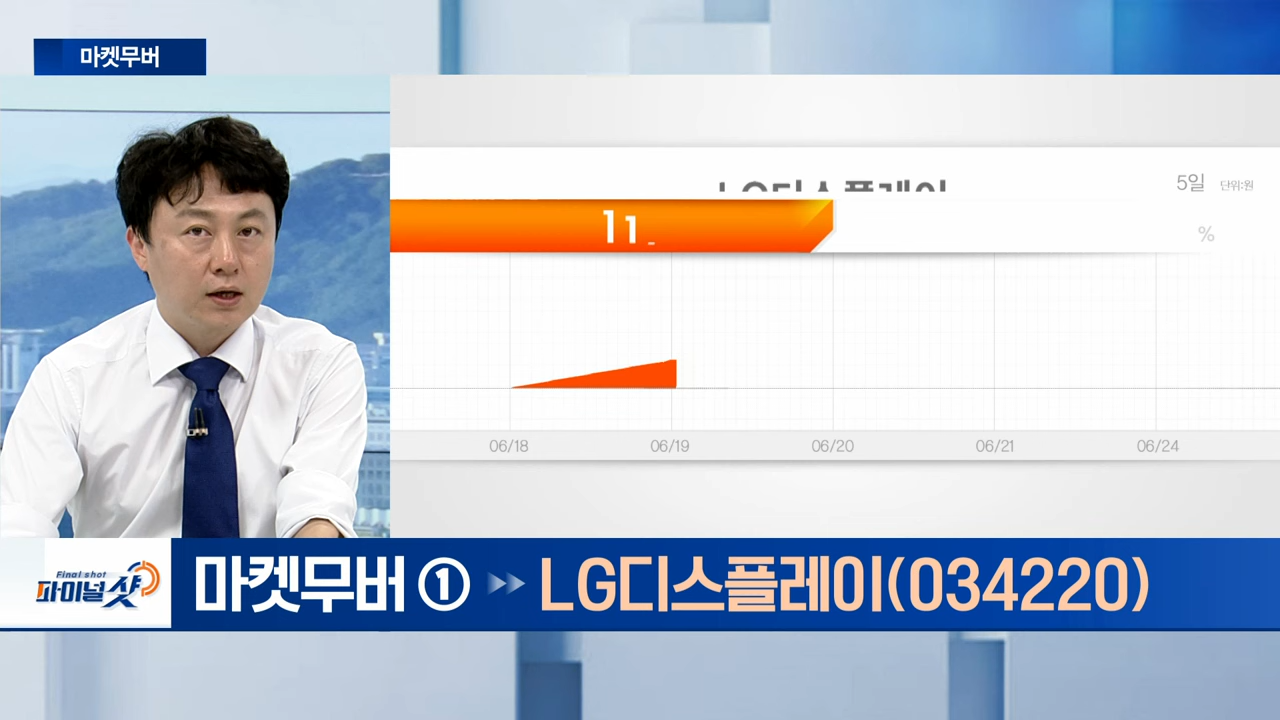 마켓무버
5일 단위:원
11
%
06/18 06/19 06/20 06/21 06/24
Final shot
파이널샷
마켓무버 ① LG디스플레이(034220)